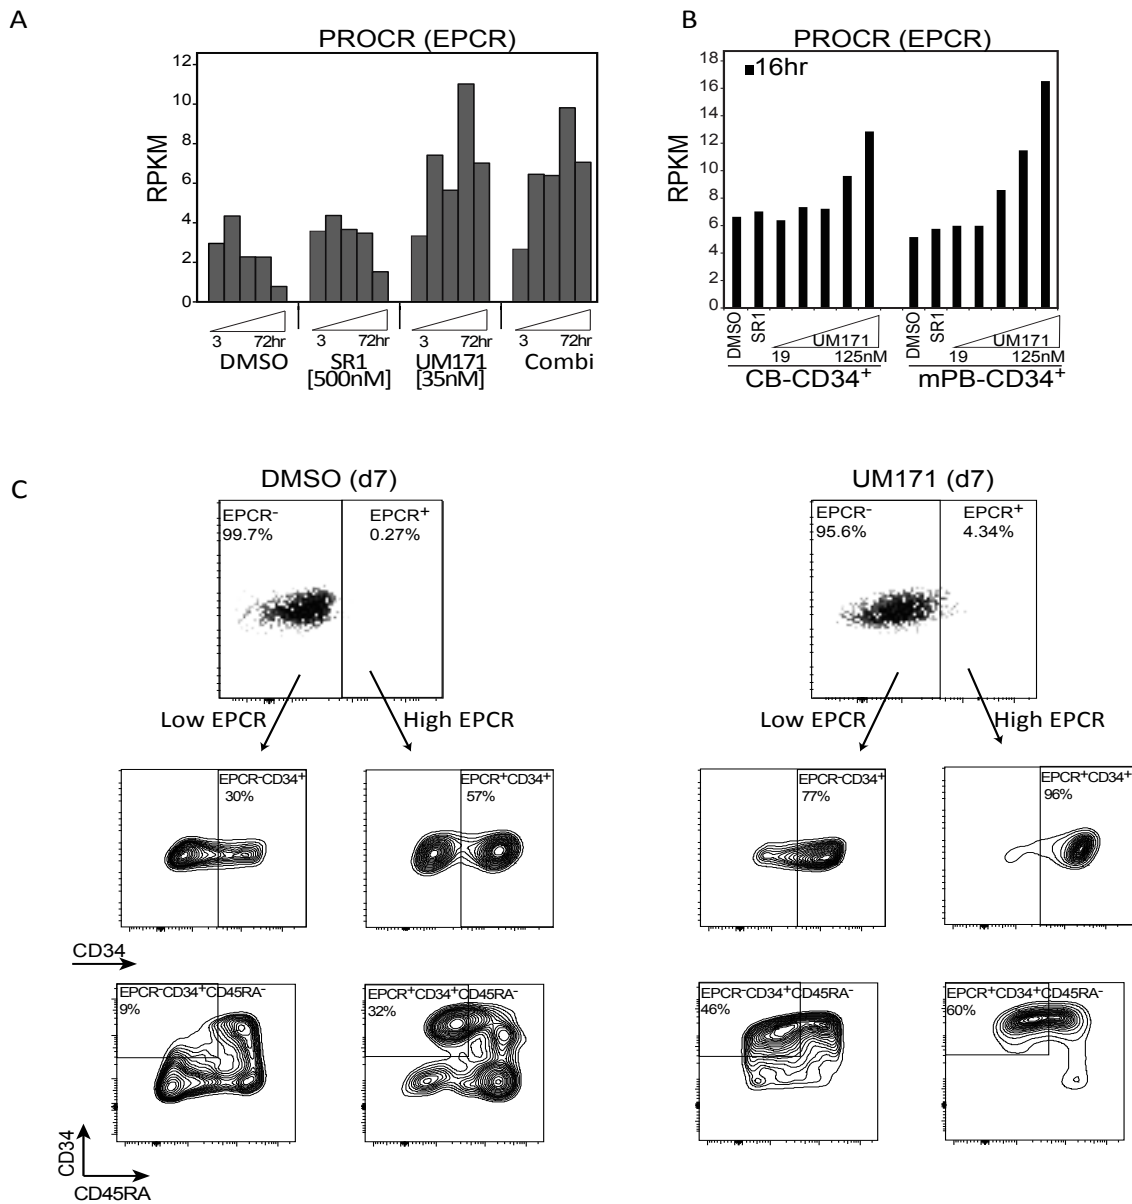 A
PROCR (EPCR)
12
10
8
6
4
2
0
RPKM
3 72hr 3 72hr 3 72hr 3 72hr
DMSO SR1 UM171 Combi
[500nM] [35nM]
B
PROCR (EPCR)
16hr
18
16
14
12
10
8
6
4
2
0
RPKM
DMSO SR1 UM171 DMSO SR1 UM171
19 125nM 19 125nM
CB-CD34+ mPB-CD34+
C
DMSO (d7) UM171 (d7)
EPCR- EPCR+ EPCR- EPCR+
99.7% 0.27% 95.6% 4.34%
Low EPCR High EPCR Low EPCR High EPCR
EPCR-CD34+ EPCR+CD34+ EPCR-CD34+ EPCR+CD34+
30% 57% 77% 96%
CD34
EPCR-CD34+CD45RA- EPCR+CD34+CD45RA- EPCR-CD34+CD45RA- EPCR+CD34+CD45RA-
9% 32% 46% 60%
CD34
CD45RA